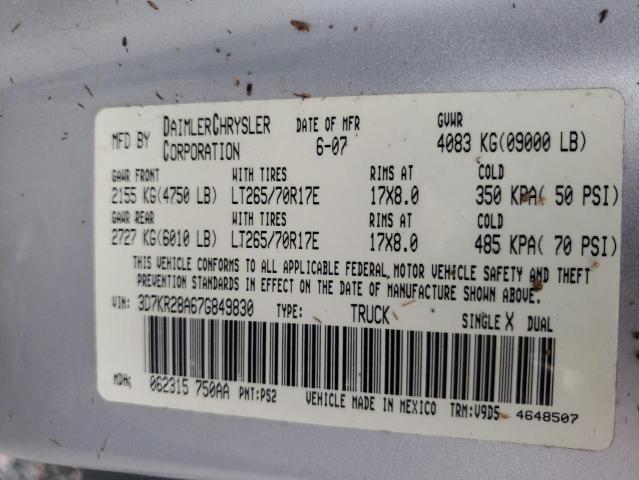 MFD BY DAIMLERCHRYSLER CORPORATION DATE OF MFR 6-07 GVWR 4083 KG(09000 LB)
GAWR FRONT WITH TIRES RIMS AT COLD
2155 KG(4750 LB) LT265/70R17E 17X8.0 350 KPA( 50 PSI)
GAWR REAR WITH TIRES RIMS AT COLD
2727 KG(6010 LB) LT265/70R17E 17X8.0 485 KPA( 70 PSI)
THIS VEHICLE CONFORMS TO ALL APPLICABLE FEDERAL MOTOR VEHICLE SAFETY AND THEFT
PREVENTION STANDARDS IN EFFECT ON THE DATE OF MANUFACTURE SHOWN ABOVE.
VIN: 3D7KR28A67G849830 TYPE: TRUCK SINGLE X DUAL
MDH: 062315 750AA PNT:PS2 VEHICLE MADE IN MEXICO TRM:V9D5 4648507